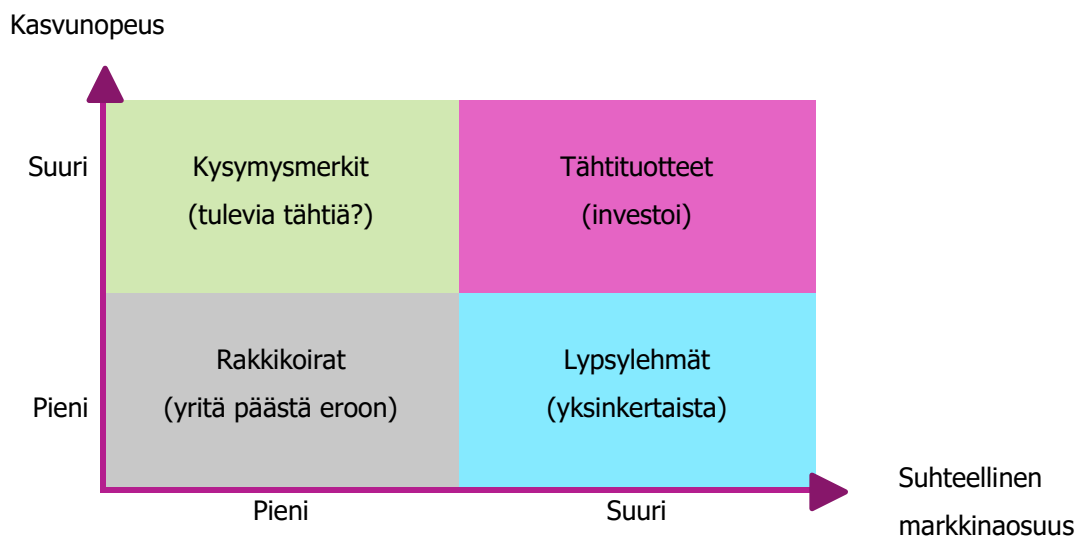 Kasvunopeus
Suuri
Kysymysmerkit
(tulevia tähtiä?)
Tähtituotteet
(investoi)
Pieni
Rakkikoirat
(yritä päästä eroon)
Lypsylehmät
(yksinkertaista)
Pieni
Suuri
Suhteellinen
markkinaosuus